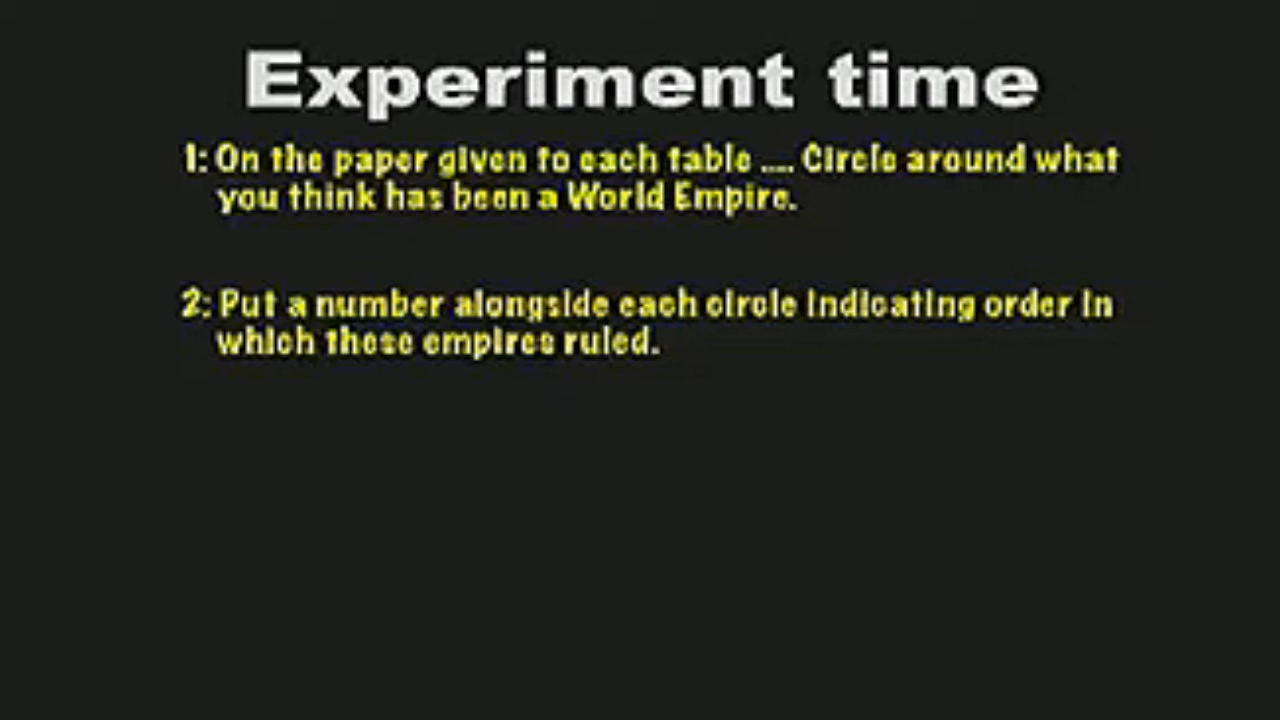 Experiment time
1: On the paper given to each table .... Circle around what
you think has been a World Empire.
2: Put a number alongside each circle indicating order in
which these empires ruled.